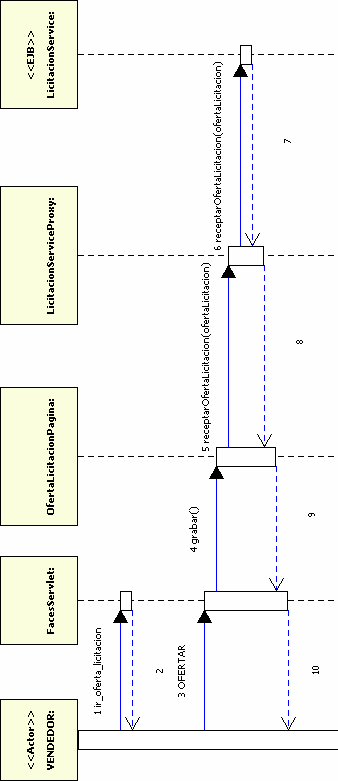 <<Actor>>
VENDEDOR:
FacesServlet:
OfertaLicitacionPagina:
LicitacionServiceProxy:
<<EJB>>
LicitacionService:
1 ir_oferta_licitacion
2
3 OFERTAR
4 grabar()
5 receptarOfertaLicitacion(ofertaLicitacion)
6 receptarOfertaLicitacion(ofertaLicitacion)
7
8
9
10